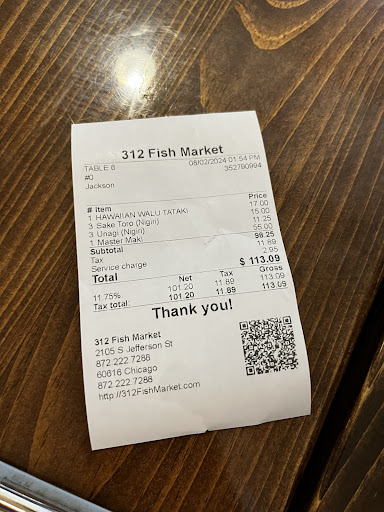 312 Fish Market
TABLE 6 08/02/2024 01:54 PM
#0 352790994
Jackson
# Item Price
1 HAWAIIAN WALU TATAKI 17.00
3 Sake Toro (Nigiri) 15.00
3 Unagi (Nigiri) 11.25
1 Master Maki 55.00
Subtotal 98.25
Tax 11.89
Service charge 2.95
Total $ 113.09
Net Tax Gross
11.75% 101.20 11.89 113.09
Tax total: 101.20 11.89 113.09
Thank you!
312 Fish Market
2105 S Jefferson St
872 222 7288
60616 Chicago
872 222 7288
http://312FishMarket.com